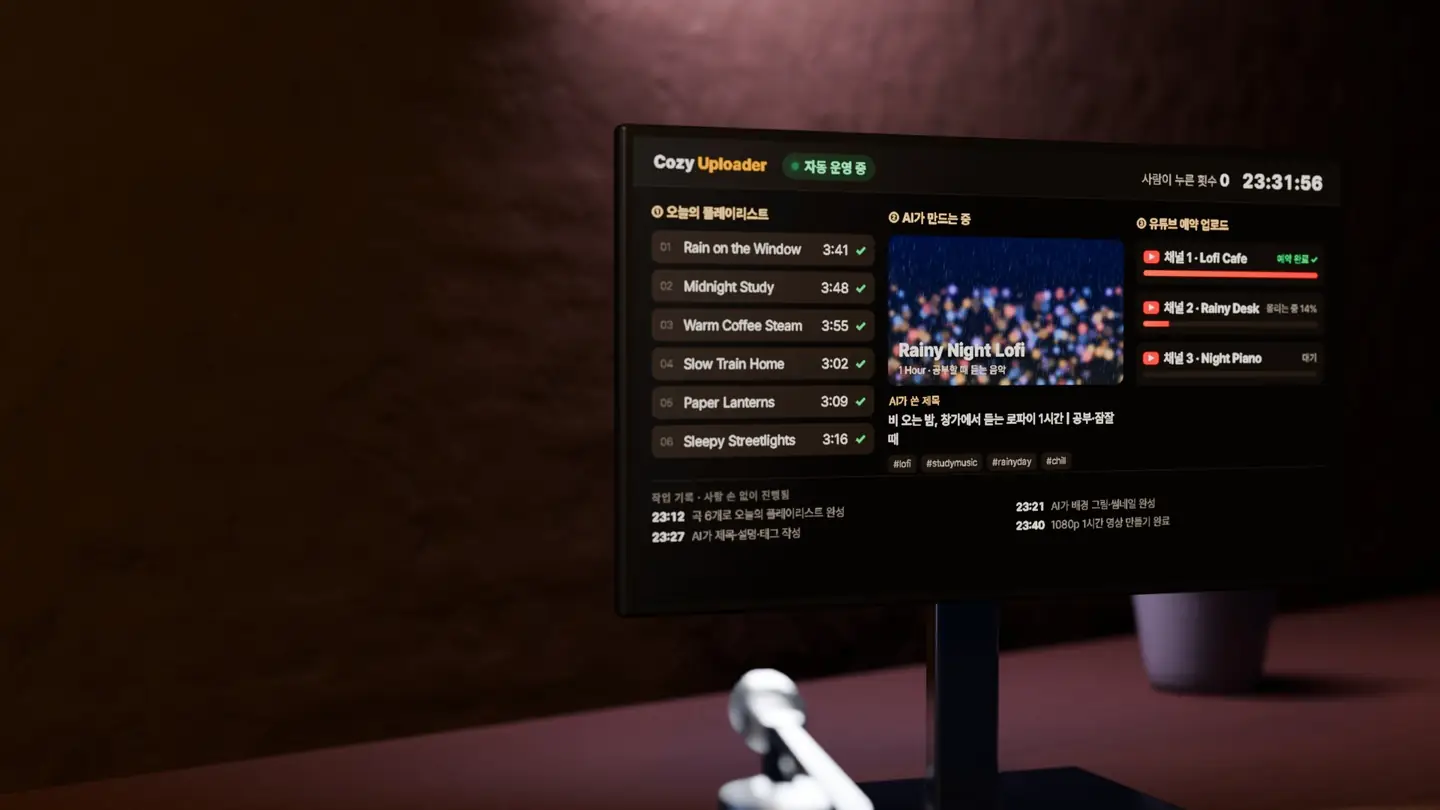 Cozy Uploader
자동 운영 중
사람이 누른 횟수 0 23:31:56
① 오늘의 플레이리스트
01 Rain on the Window 3:41
02 Midnight Study 3:48
03 Warm Coffee Steam 3:55
04 Slow Train Home 3:02
05 Paper Lanterns 3:09
06 Sleepy Streetlights 3:16
② AI가 만드는 중
Rainy Night Lofi
1 Hour · 공부할 때 듣는 음악
AI가 쓴 제목
비 오는 밤, 창가에서 듣는 로파이 1시간 | 공부·잠잘
때
#lofi #studymusic #rainyday #chill
③ 유튜브 예약 업로드
채널 1 · Lofi Cafe 예약 완료
채널 2 · Rainy Desk 올리는 중 14%
채널 3 · Night Piano 대기
작업 기록 · 사람 손 없이 진행됨
23:12 곡 6개로 오늘의 플레이리스트 완성
23:27 AI가 제목·설명·태그 작성
23:21 AI가 배경 그림·썸네일 완성
23:40 1080p 1시간 영상 만들기 완료